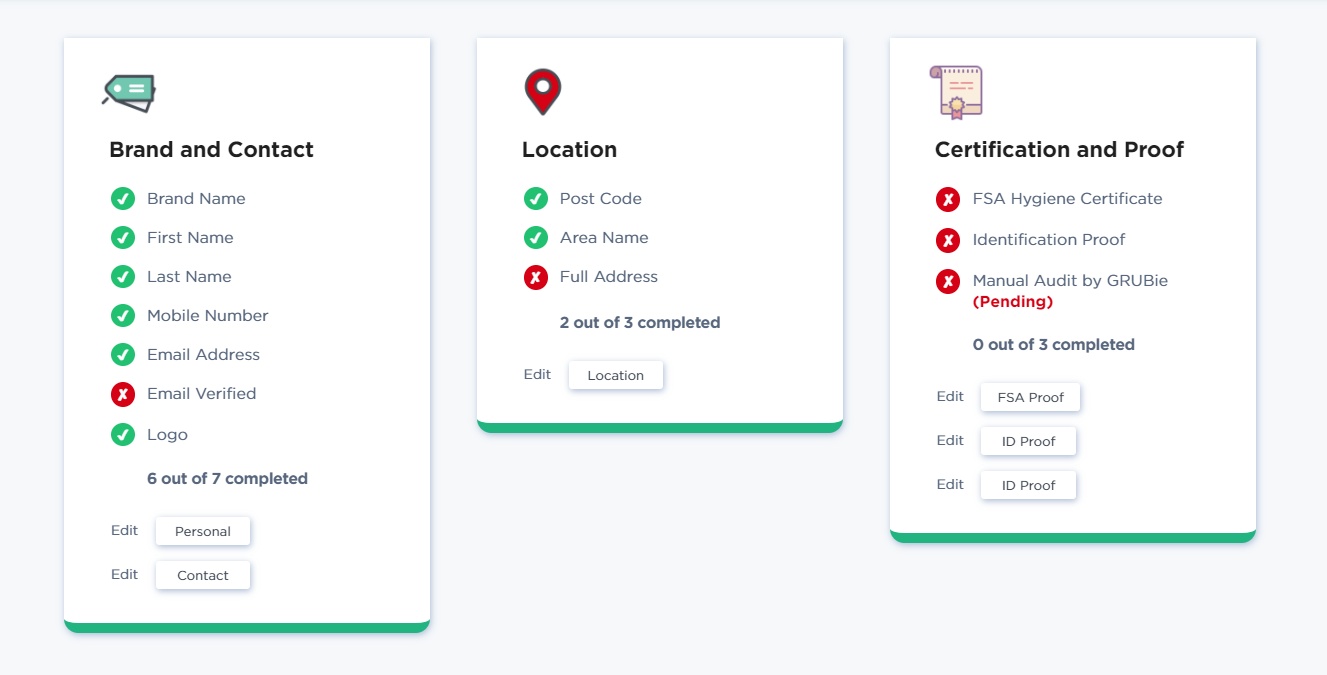 Brand and Contact
Brand Name
First Name
Last Name
Mobile Number
Email Address
Email Verified
Logo
6 out of 7 completed
Edit Personal
Edit Contact
Location
Post Code
Area Name
Full Address
2 out of 3 completed
Edit Location
Certification and Proof
FSA Hygiene Certificate
Identification Proof
Manual Audit by GRUBie
(Pending)
0 out of 3 completed
Edit FSA Proof
Edit ID Proof
Edit ID Proof